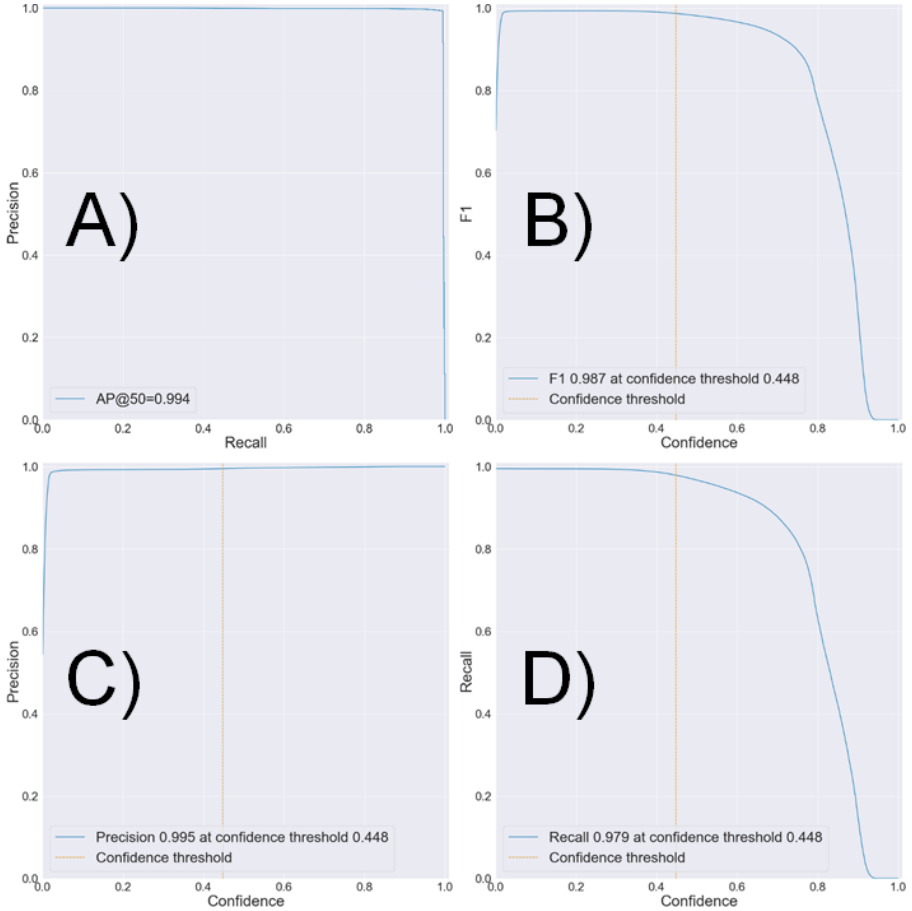 1.0
0.8
0.6
0.4
0.2
0.0
Precision
A)
AP@50=0.994
0.0 0.2 0.4 0.6 0.8 1.0
Recall
1.0
0.8
0.6
0.4
0.2
0.0
F1
B)
F1 0.987 at confidence threshold 0.448
Confidence threshold
0.0 0.2 0.4 0.6 0.8 1.0
Confidence
1.0
0.8
0.6
0.4
0.2
0.0
Precision
C)
Precision 0.995 at confidence threshold 0.448
Confidence threshold
0.0 0.2 0.4 0.6 0.8 1.0
Confidence
1.0
0.8
0.6
0.4
0.2
0.0
Recall
D)
Recall 0.979 at confidence threshold 0.448
Confidence threshold
0.0 0.2 0.4 0.6 0.8 1.0
Confidence